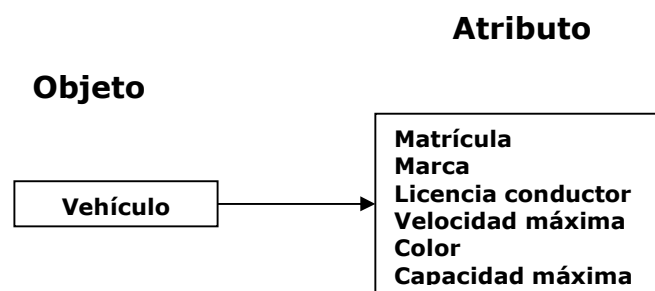 Atributo
Objeto
Matrícula
Marca
Licencia conductor
Velocidad máxima
Color
Capacidad máxima
Vehículo